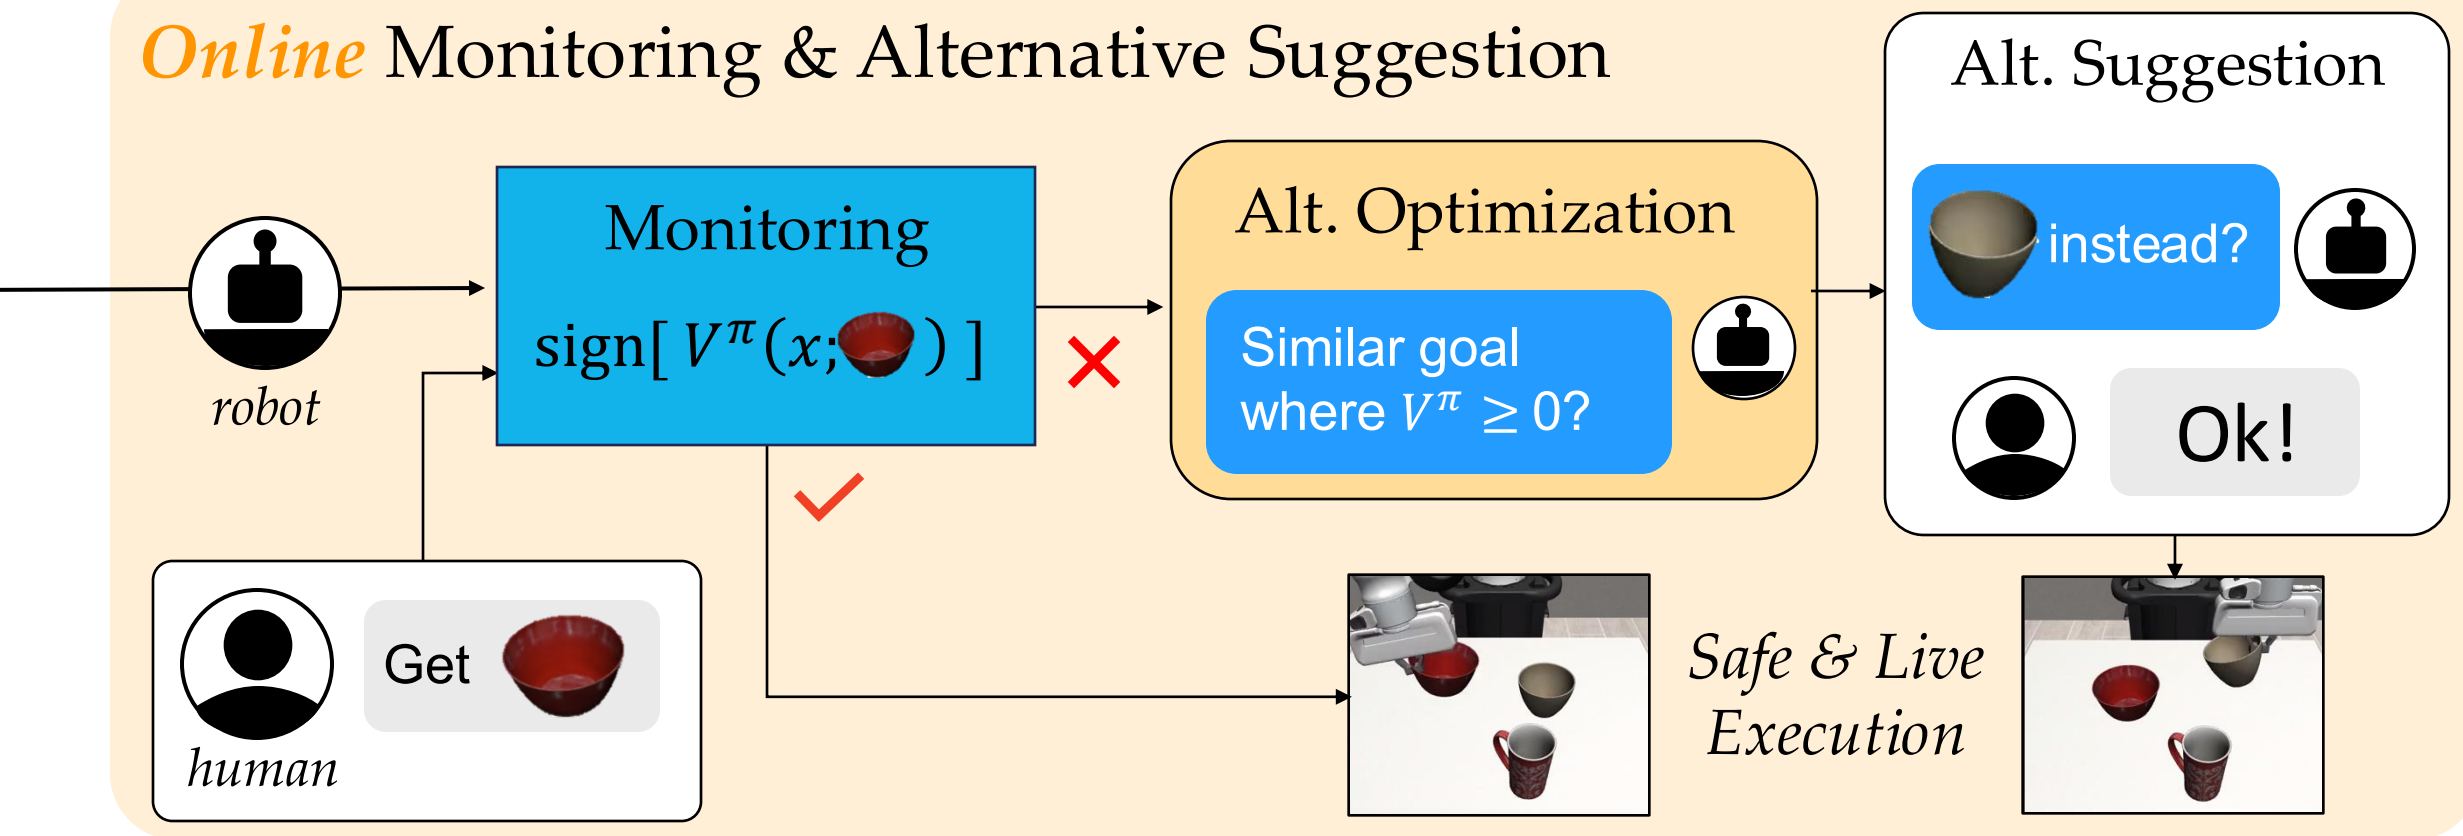 Online Monitoring & Alternative Suggestion
Alt. Suggestion
Monitoring
sign[ V^π(x; ) ]
robot
Alt. Optimization
Similar goal
where V^π ≥ 0?
instead?
Ok!
Get
human
Safe & Live
Execution